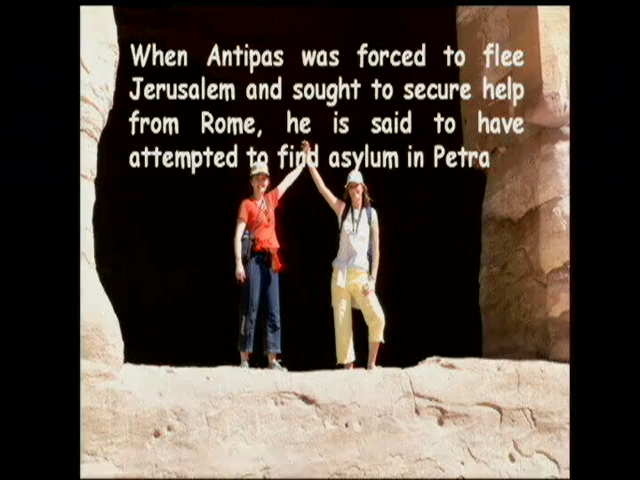 When Antipas was forced to flee
Jerusalem and sought to secure help
from Rome, he is said to have
attempted to find asylum in Petra